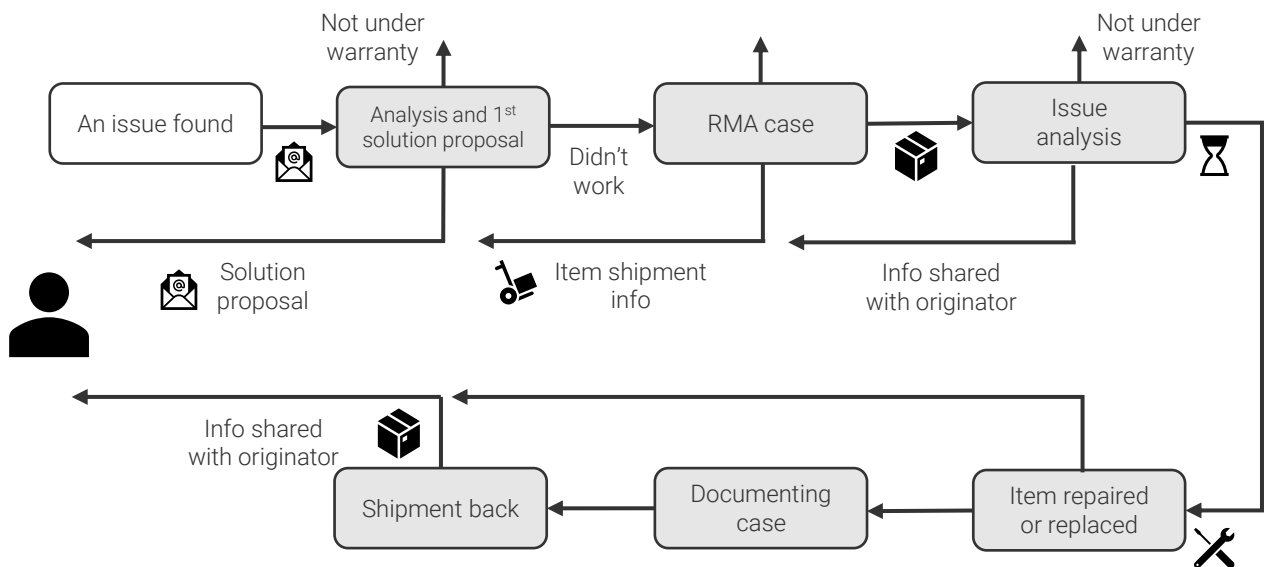 Not under
warranty
Not under
warranty
An issue found
Analysis and 1st
solution proposal
RMA case
Issue
analysis
Didn't
work
@
@
Solution
proposal
Item shipment
info
Info shared
with originator
Info shared
with originator
Shipment back
Documenting
case
Item repaired
or replaced